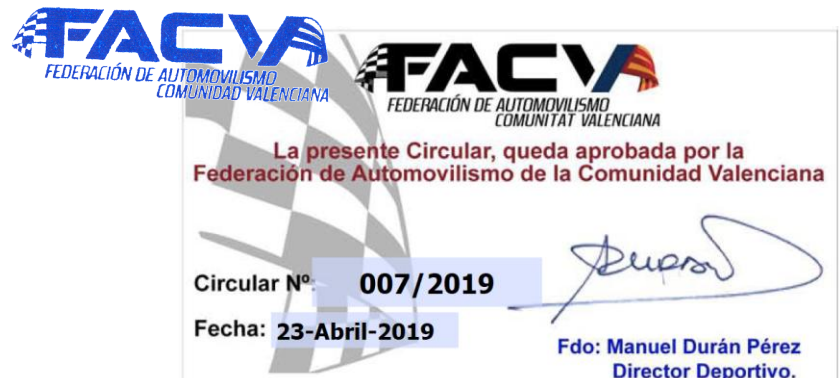 FACVA
FEDERACIÓN DE AUTOMOVILISMO
COMUNIDAD VALENCIANA
FACVA
FEDERACIÓN DE AUTOMOVILISMO
COMUNITAT VALENCIANA
La presente Circular, queda aprobada por la
Federación de Automovilismo de la Comunidad Valenciana
Circular Nº: 007/2019
Fecha: 23-Abril-2019
Fdo: Manuel Durán Pérez
Director Deportivo.